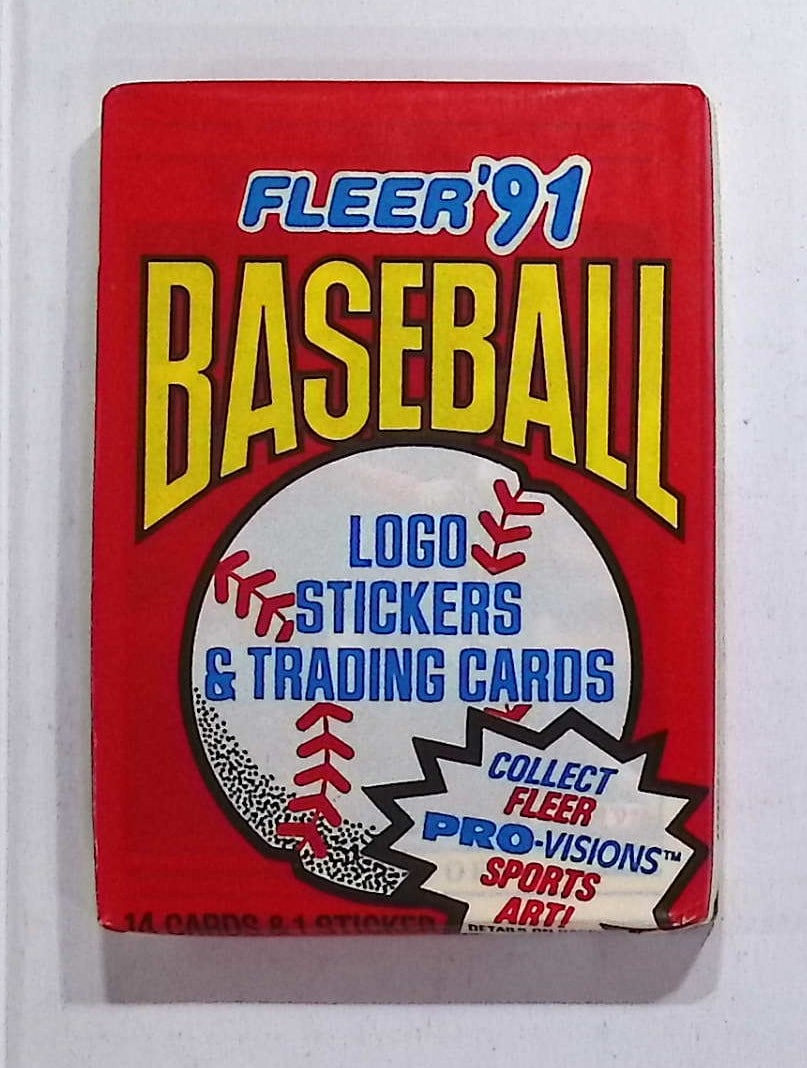 FLEER '91
BASEBALL
LOGO
STICKERS
& TRADING CARDS
COLLECT
FLEER
PRO-VISIONS™
SPORTS
ART!
14 CARDS & 1 STICKER